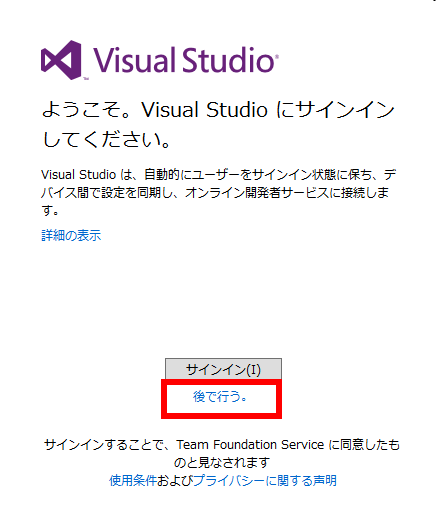 Visual Studio
ようこそ。Visual Studio にサインイン
してください。
Visual Studio は、自動的にユーザーをサインイン状態に保ち、デ
バイス間で設定を同期し、オンライン開発者サービスに接続しま
す。
詳細の表示
サインイン(I)
後で行う。
サインインすることで、Team Foundation Service に同意したも
のと見なされます
使用条件およびプライバシーに関する声明